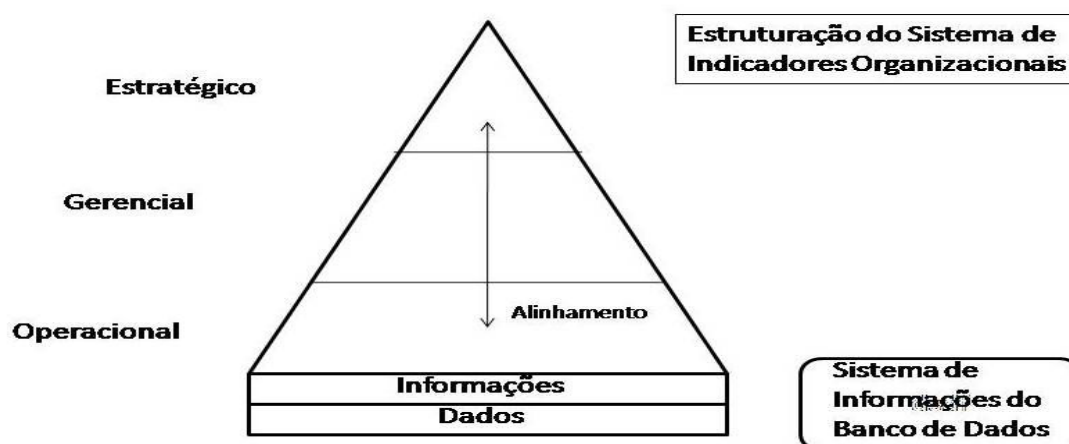 Estruturação do Sistema de
Indicadores Organizacionais
Estratégico
Gerencial
Alinhamento
Operacional
Informações
Dados
Sistema de
Informações do
Banco de Dados